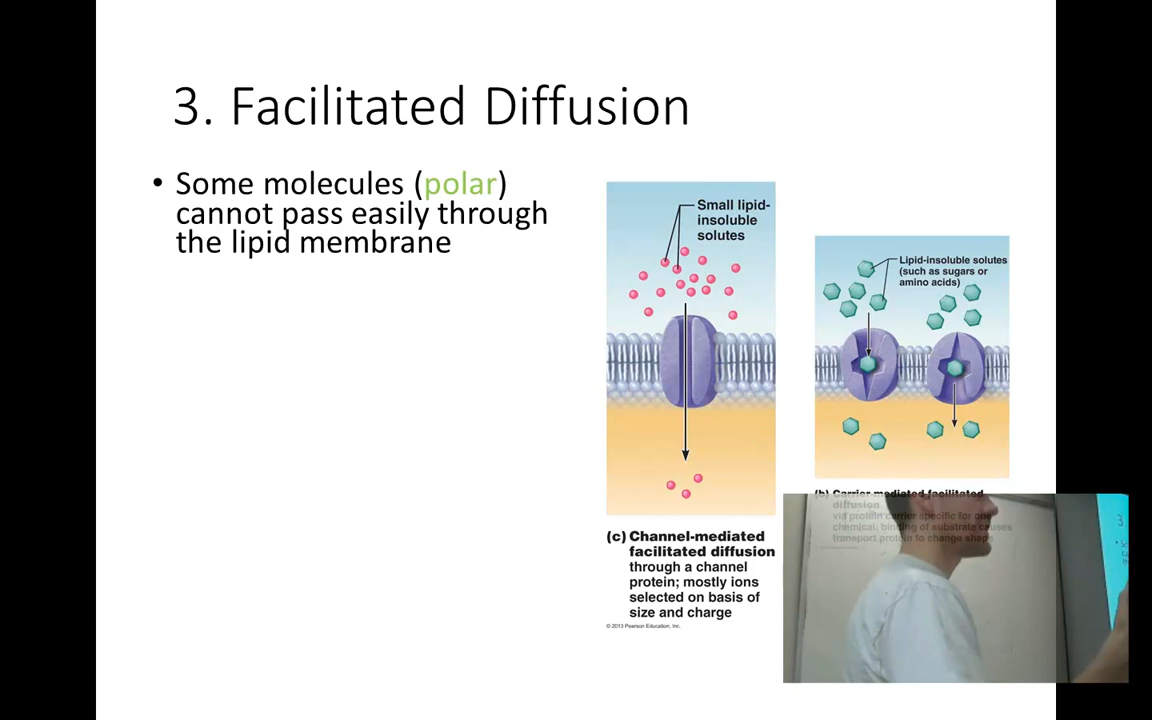 3. Facilitated Diffusion
• Some molecules (polar)
cannot pass easily through
the lipid membrane
Small lipid-
insoluble
solutes
(c) Channel-mediated
facilitated diffusion
through a channel
protein; mostly ions
selected on basis of
size and charge
© 2013 Pearson Education, Inc.
Lipid-insoluble solutes
(such as sugars or
amino acids)
(b) Carrier-mediated facilitated
diffusion
via protein carrier specific for one
chemical; binding of substrate causes
transport protein to change shape
3.